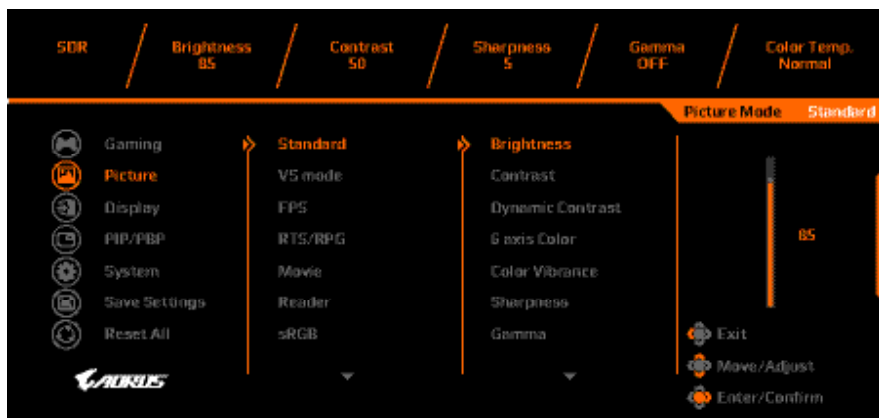 SDR
Brightness
85
Contrast
50
Sharpness
5
Gamma
OFF
Color Temp.
Normal
Picture Mode Standard
Gaming
Picture
Display
PIP/PBP
System
Save Settings
Reset All
Standard
VS mode
FPS
RTS/RPG
Movie
Reader
sRGB
Brightness
Contrast
Dynamic Contrast
6 axis Color
Color Vibrance
Sharpness
Gamma
85
Exit
Move/Adjust
Enter/Confirm
AORUS